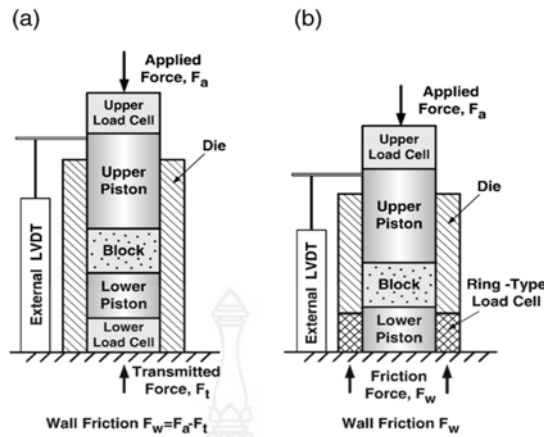 (a)
Applied
Force, Fa
Upper
Load Cell
Die
Upper
Piston
External LVDT
Block
Lower
Piston
Lower
Load Cell
Transmitted
Force, Ft
Wall Friction Fw=Fa-Ft
(b)
Applied
Force, Fa
Upper
Load Cell
Die
Upper
Piston
External LVDT
Ring -Type
Load Cell
Block
Lower
Piston
Friction
Force, Fw
Wall Friction Fw